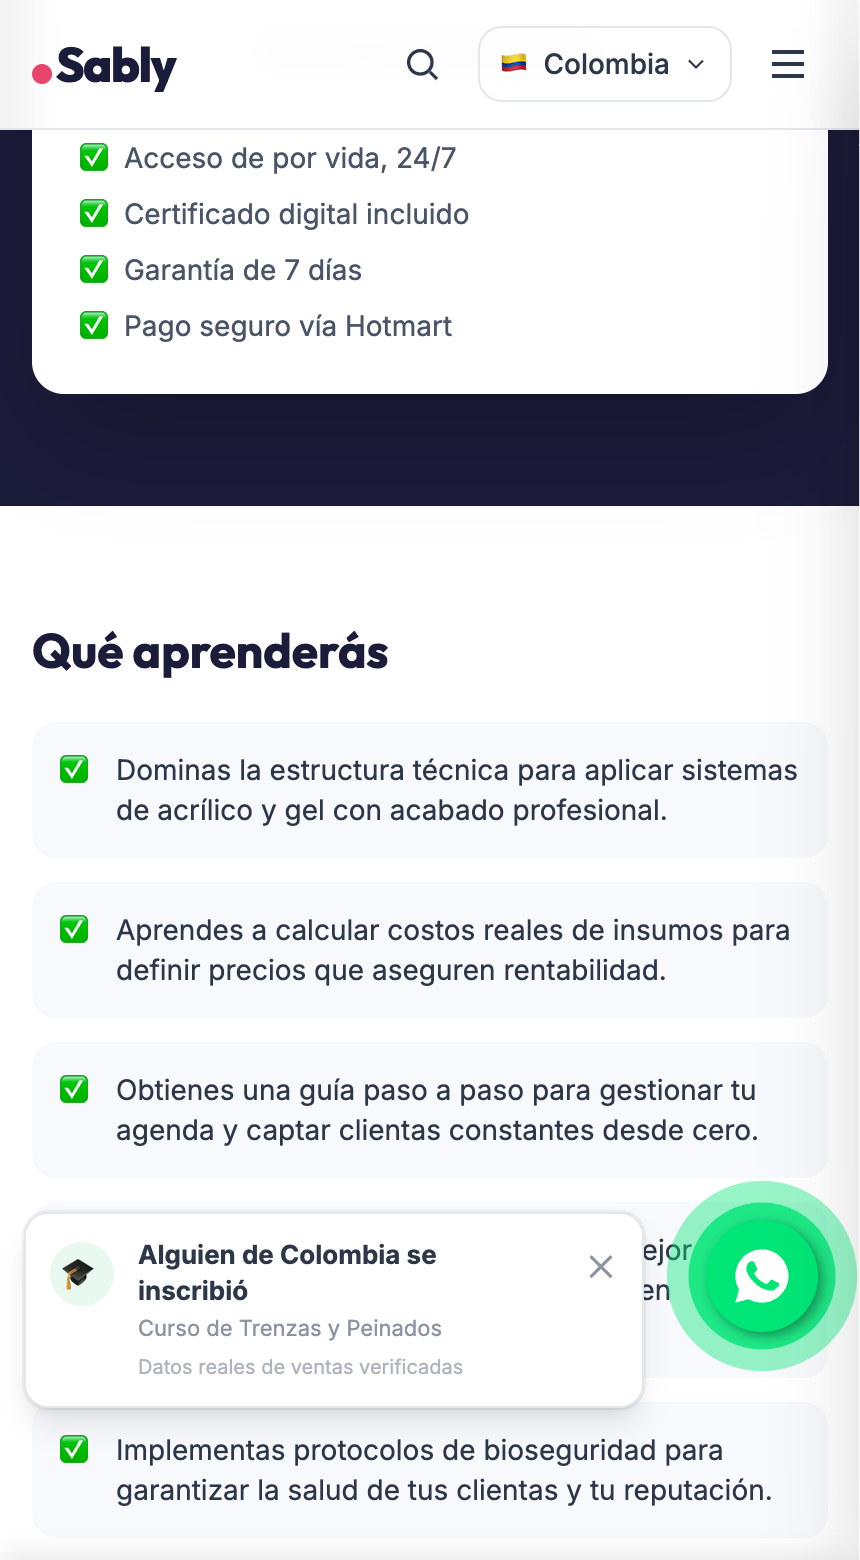 Sably
Colombia
Acceso de por vida, 24/7
Certificado digital incluido
Garantía de 7 días
Pago seguro vía Hotmart
Qué aprenderás
Dominas la estructura técnica para aplicar sistemas
de acrílico y gel con acabado profesional.
Aprendes a calcular costos reales de insumos para
definir precios que aseguren rentabilidad.
Obtienes una guía paso a paso para gestionar tu
agenda y captar clientas constantes desde cero.
Alguien de Colombia se
inscribió
Curso de Trenzas y Peinados
Datos reales de ventas verificadas
Implementas protocolos de bioseguridad para
garantizar la salud de tus clientas y tu reputación.